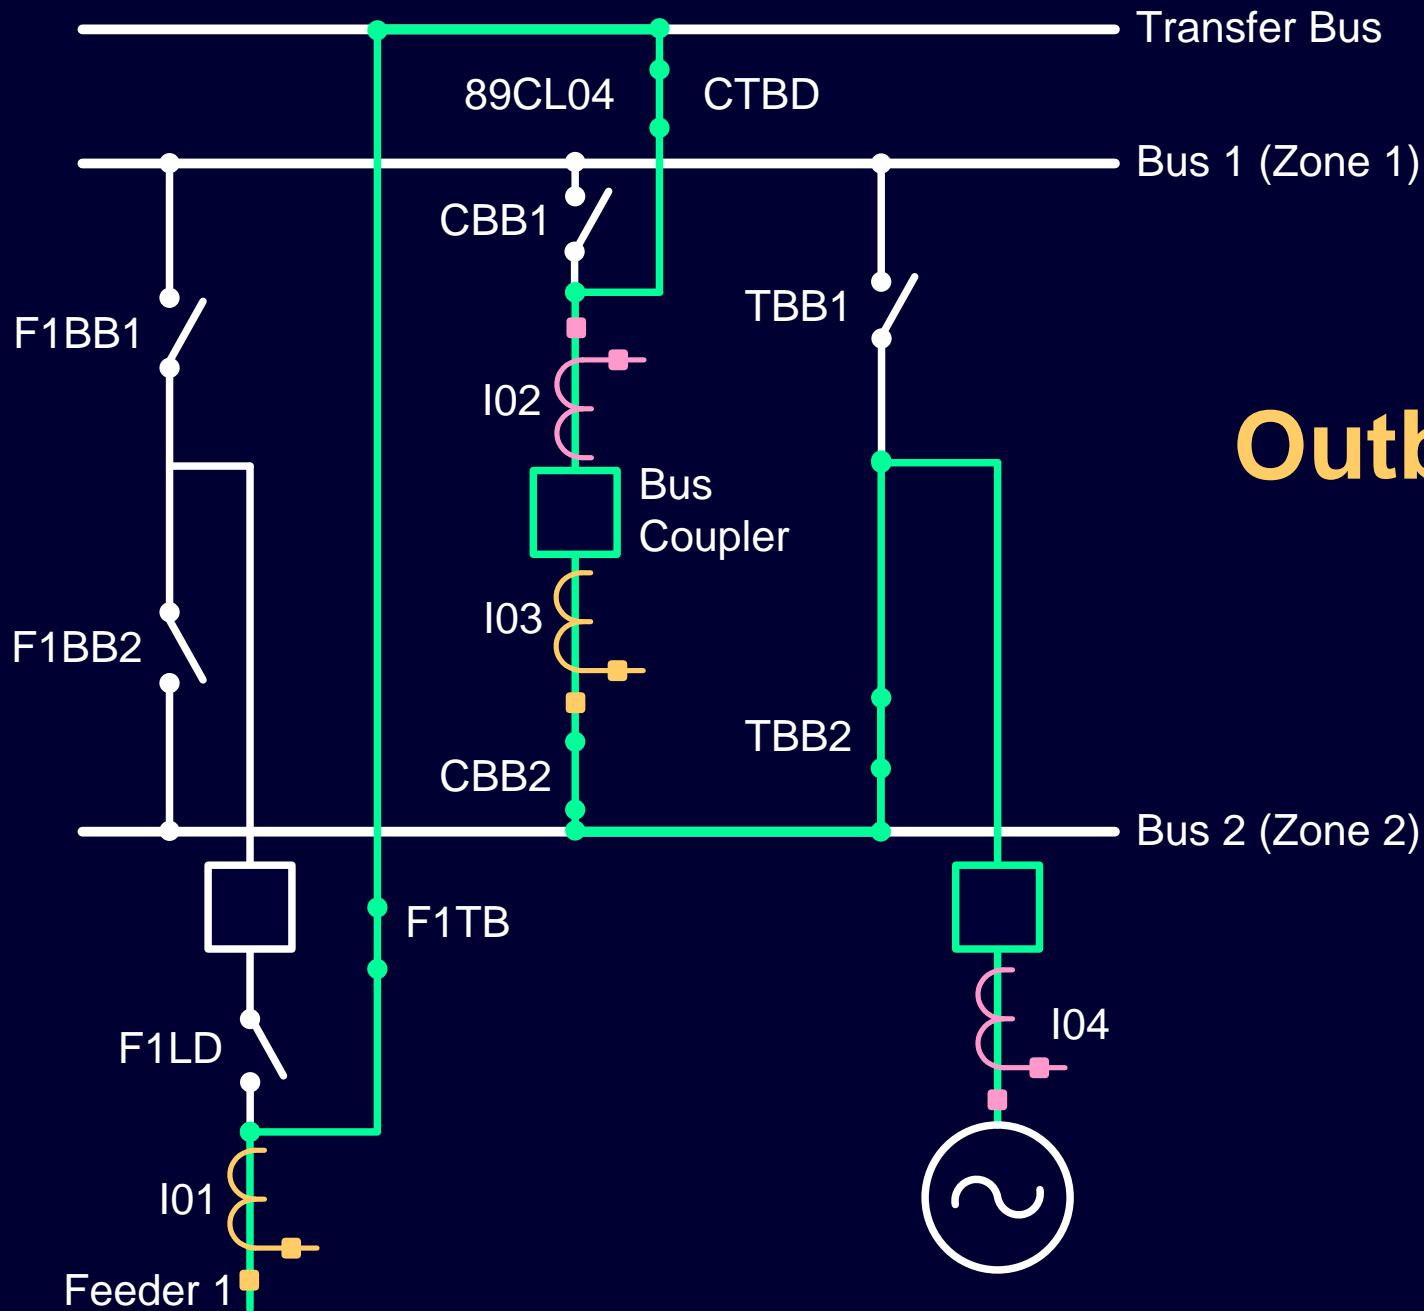 Transfer Bus
89CL04
CTBD
Bus 1 (Zone 1)
CBB1
TBB1
F1BB1
I02
Outb
Bus
Coupler
I03
F1BB2
TBB2
CBB2
Bus 2 (Zone 2)
F1TB
I04
F1LD
I01
Feeder 1